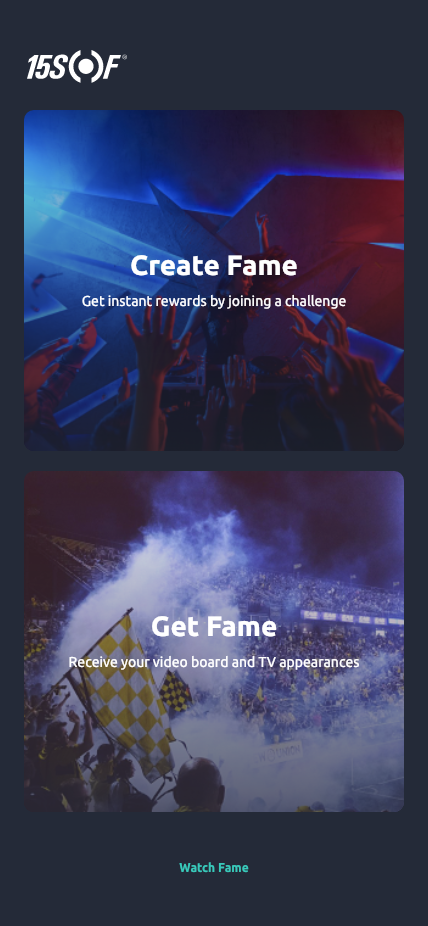 15SOF®
Create Fame
Get instant rewards by joining a challenge
Get Fame
Receive your video board and TV appearances
Watch Fame